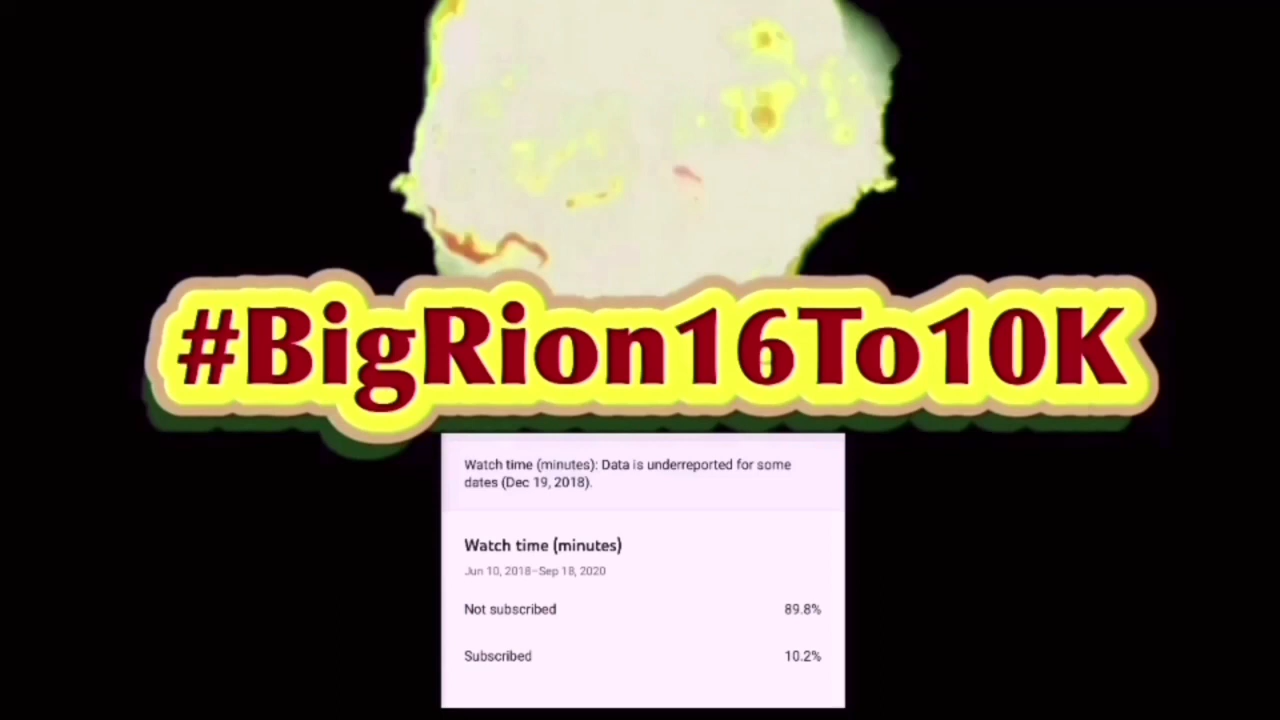 #BigRion16To10K
Watch time (minutes): Data is underreported for some
dates (Dec 19, 2018).
Watch time (minutes)
Jun 10, 2018–Sep 18, 2020
Not subscribed 89.8%
Subscribed 10.2%